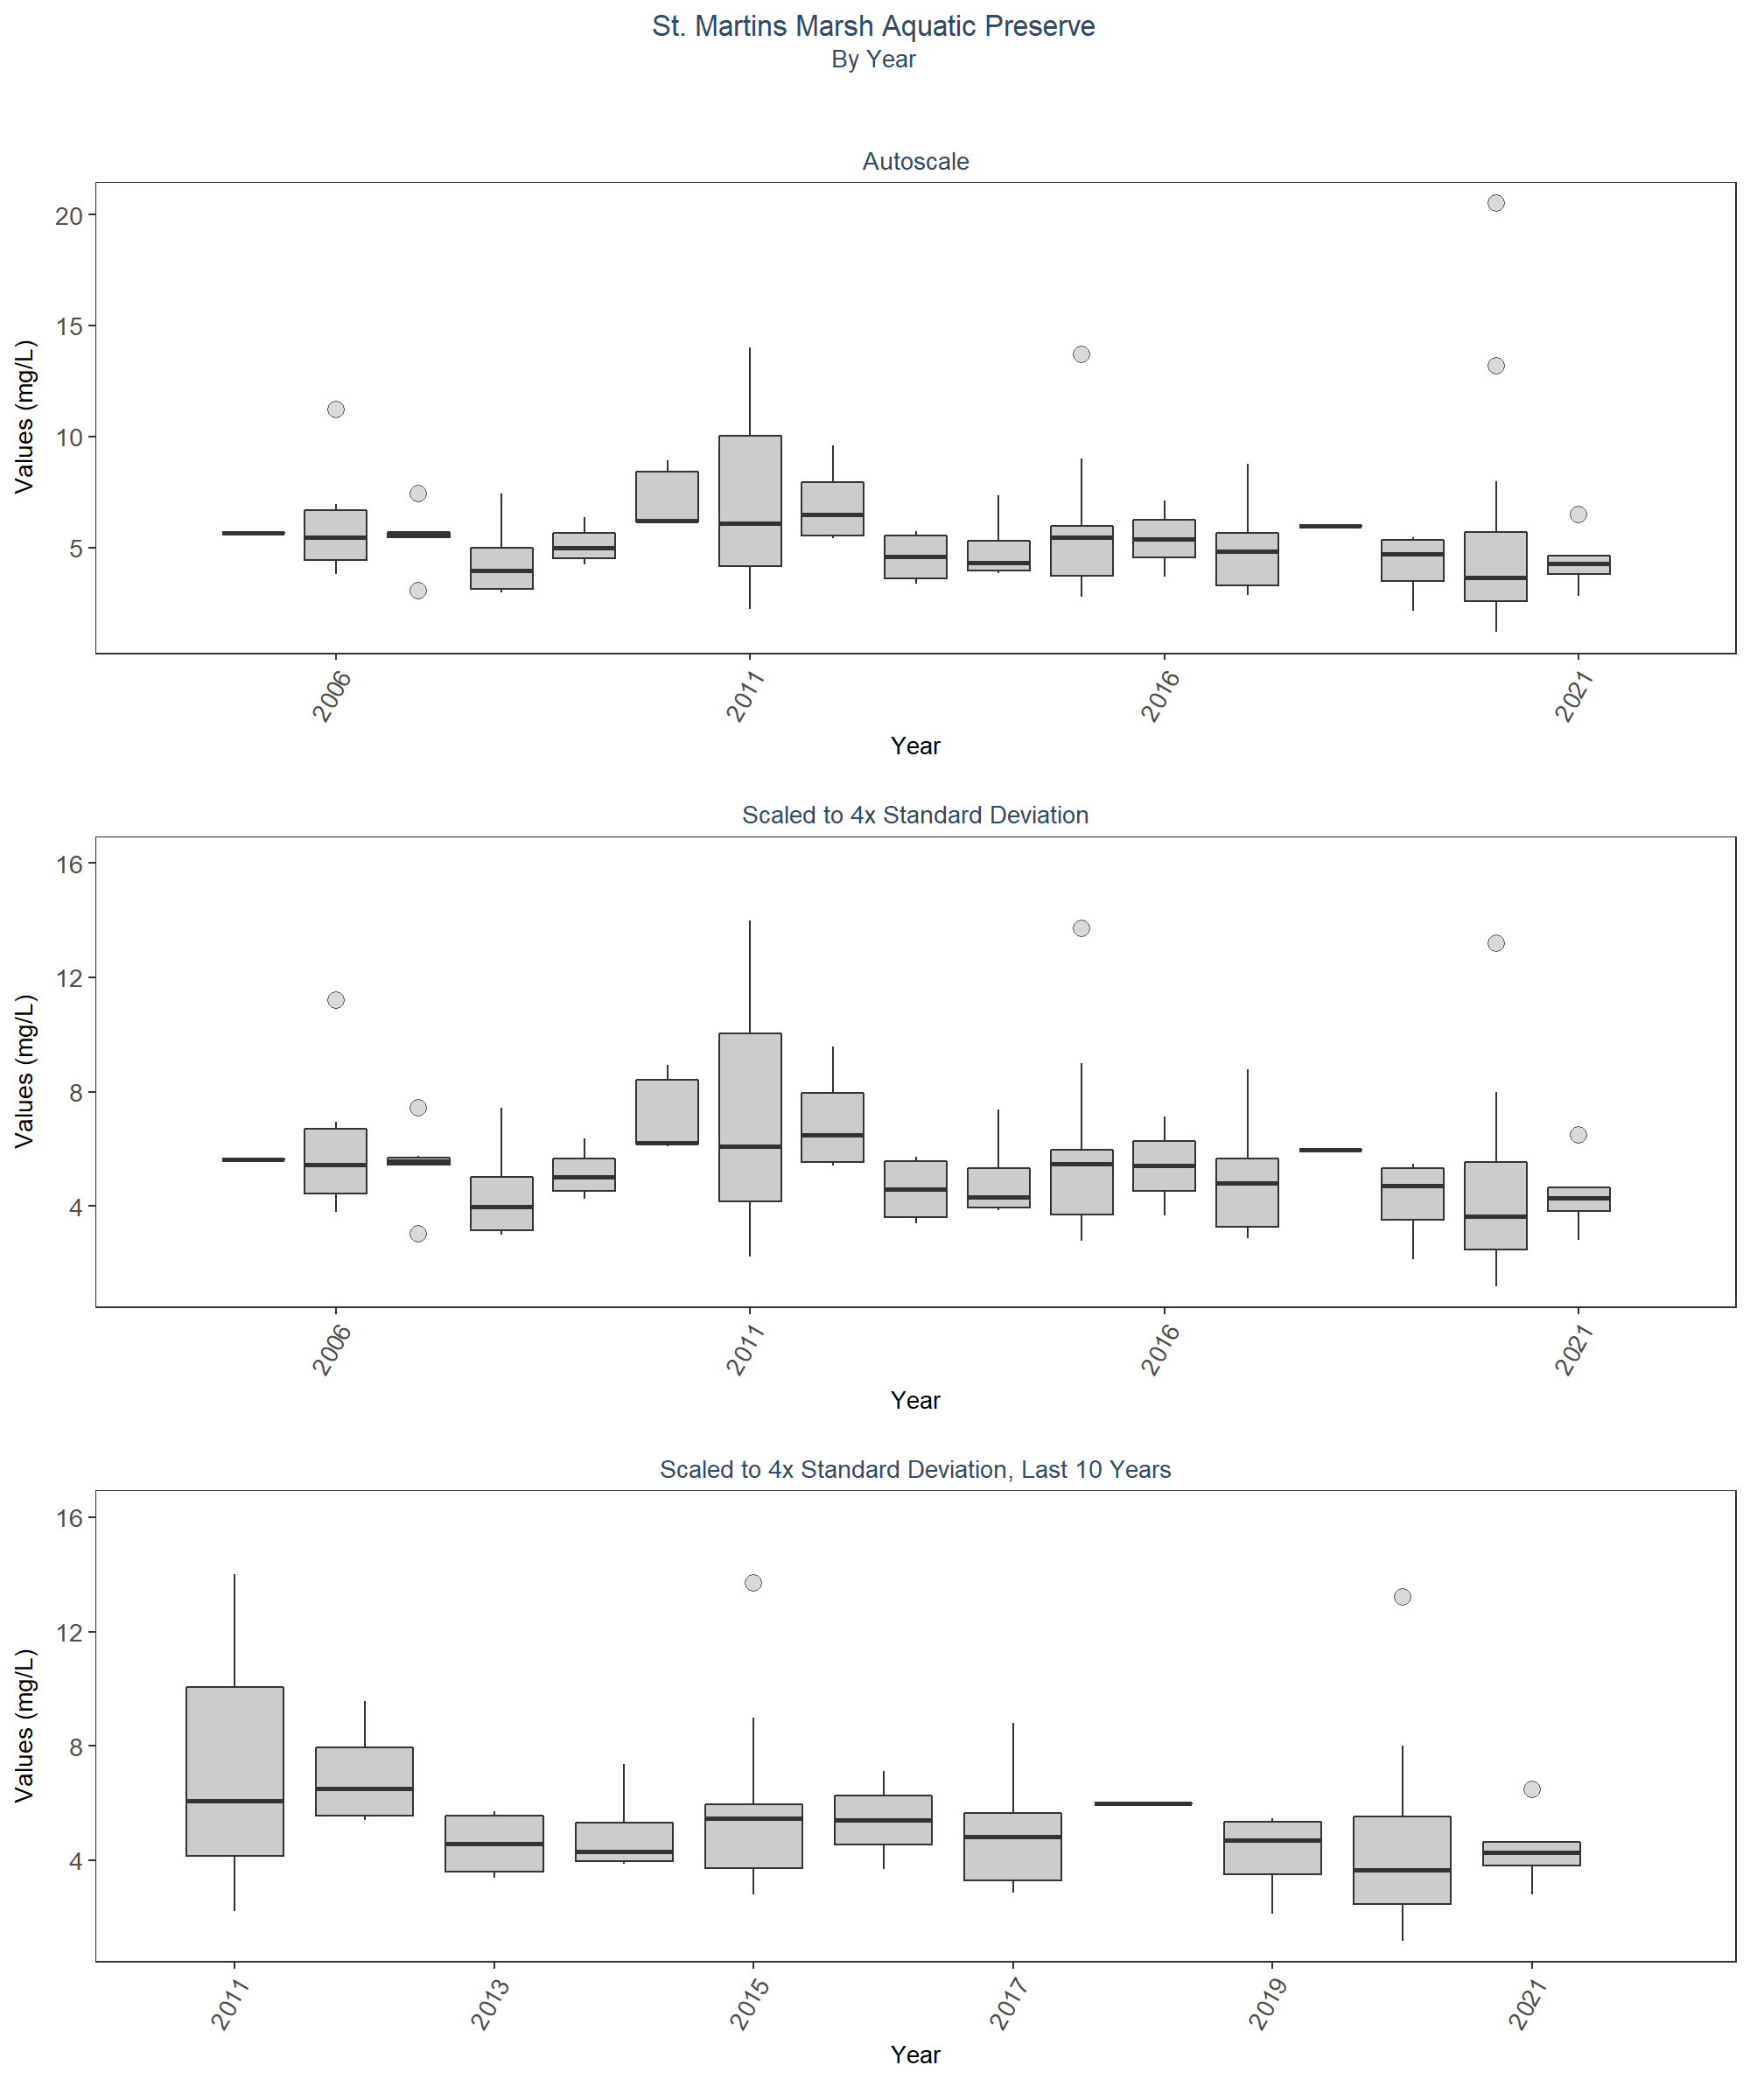 St. Martins Marsh Aquatic Preserve
By Year
Autoscale
Values (mg/L)
20
15
10
5
2006
2011
2016
2021
Year
Scaled to 4x Standard Deviation
Values (mg/L)
16
12
8
4
2006
2011
2016
2021
Year
Scaled to 4x Standard Deviation, Last 10 Years
Values (mg/L)
16
12
8
4
2011
2013
2015
2017
2019
2021
Year